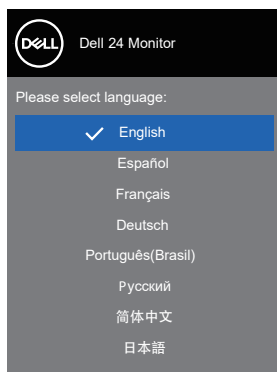 DELL
Dell 24 Monitor
Please select language:
English
Español
Français
Deutsch
Português(Brasil)
Русский
简体中文
日本語